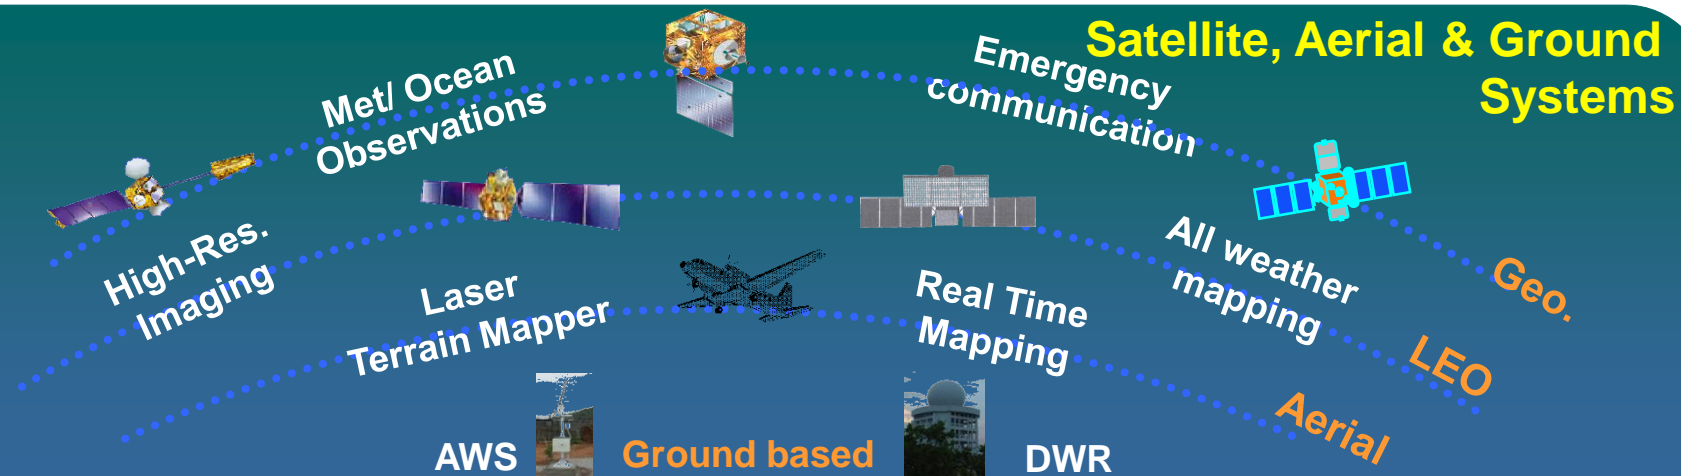 Satellite, Aerial & Ground
Systems
Met/ Ocean
Observations
Emergency
communication
High-Res.
Imaging
All weather
mapping
Geo.
Laser
Terrain Mapper
Real Time
Mapping
LEO
Aerial
AWS
Ground based
DWR